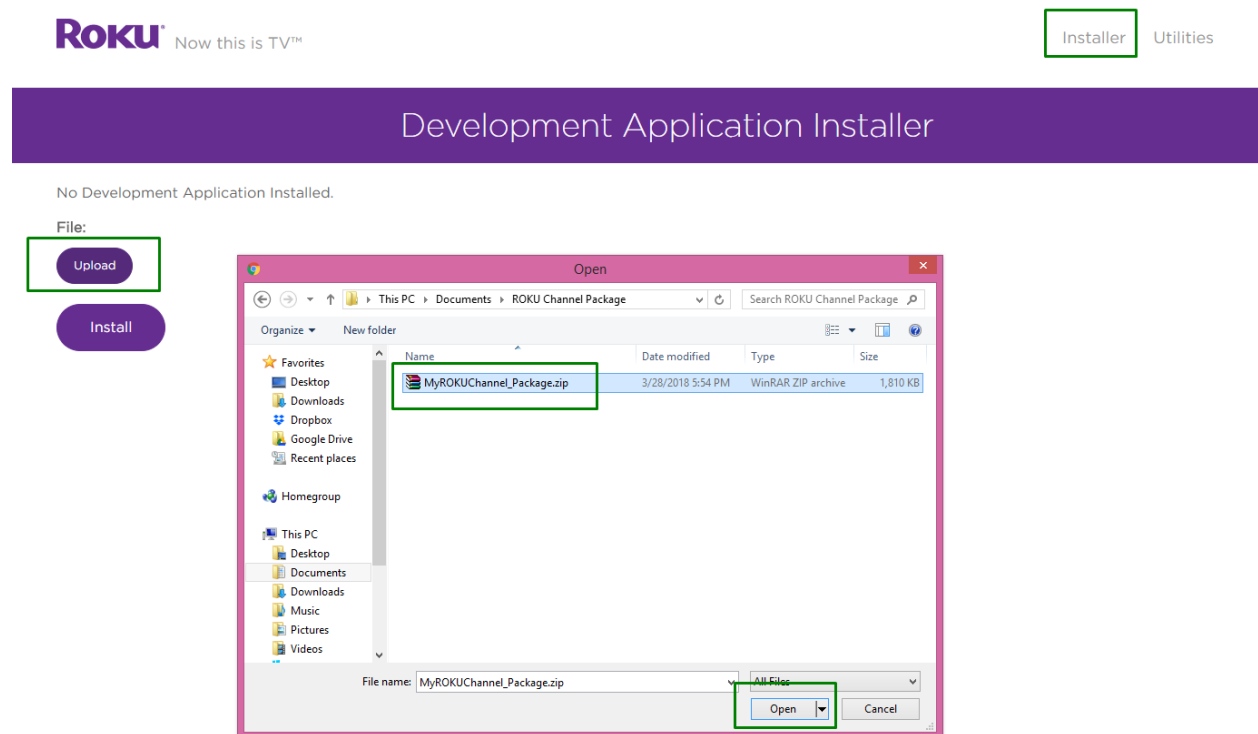 ROKU Now this is TV™
Installer Utilities
Development Application Installer
No Development Application Installed.
File:
Upload
Install
Open
This PC Documents ROKU Channel Package
Search ROKU Channel Package
Organize New folder
Name Date modified Type Size
MyROKUChannel_Package.zip 3/28/2018 5:54 PM WinRAR ZIP archive 1,810 KB
Favorites
Desktop
Downloads
Dropbox
Google Drive
Recent places
Homegroup
This PC
Desktop
Documents
Downloads
Music
Pictures
Videos
File name: MyROKUChannel_Package.zip All Files
Open Cancel